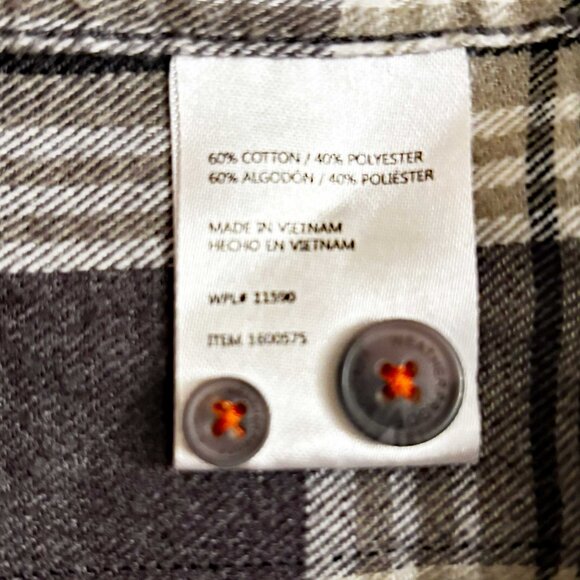 60% COTTON / 40% POLYESTER
60% ALGODÓN / 40% POLIÉSTER
MADE IN VIETNAM
HECHO EN VIETNAM
WPL# 11590
ITEM 1600575